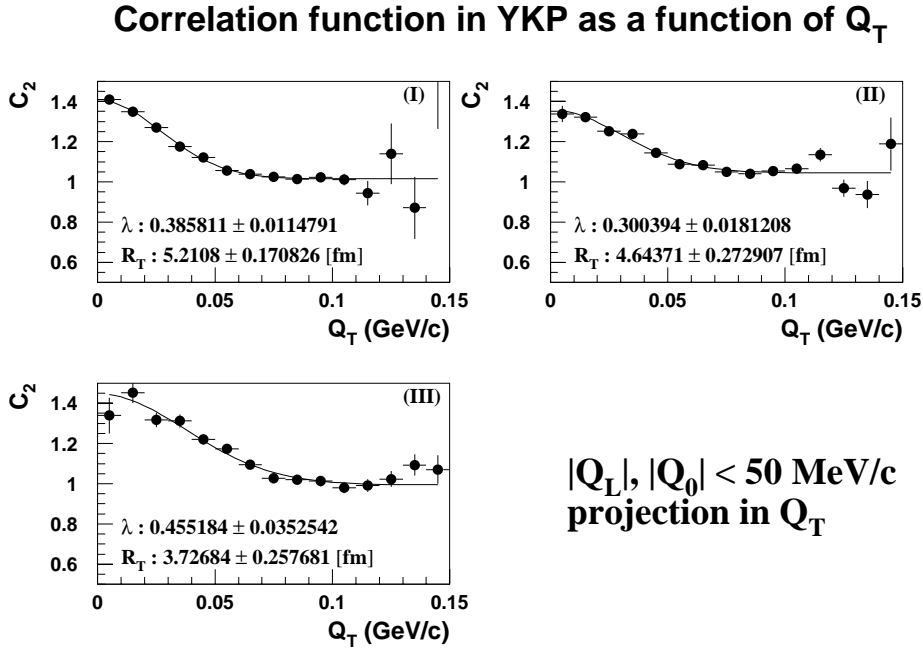 Correlation function in YKP as a function of Q_T
C_2
1.4
1.2
1
0.8
0.6
(I)
λ : 0.385811 ± 0.0114791
R_T : 5.2108 ± 0.170826 [fm]
0
0.05
0.1
0.15
Q_T (GeV/c)
C_2
1.4
1.2
1
0.8
0.6
(II)
λ : 0.300394 ± 0.0181208
R_T : 4.64371 ± 0.272907 [fm]
0
0.05
0.1
0.15
Q_T (GeV/c)
C_2
1.4
1.2
1
0.8
0.6
(III)
λ : 0.455184 ± 0.0352542
R_T : 3.72684 ± 0.257681 [fm]
0
0.05
0.1
0.15
Q_T (GeV/c)
|Q_L|, |Q_0| < 50 MeV/c
projection in Q_T